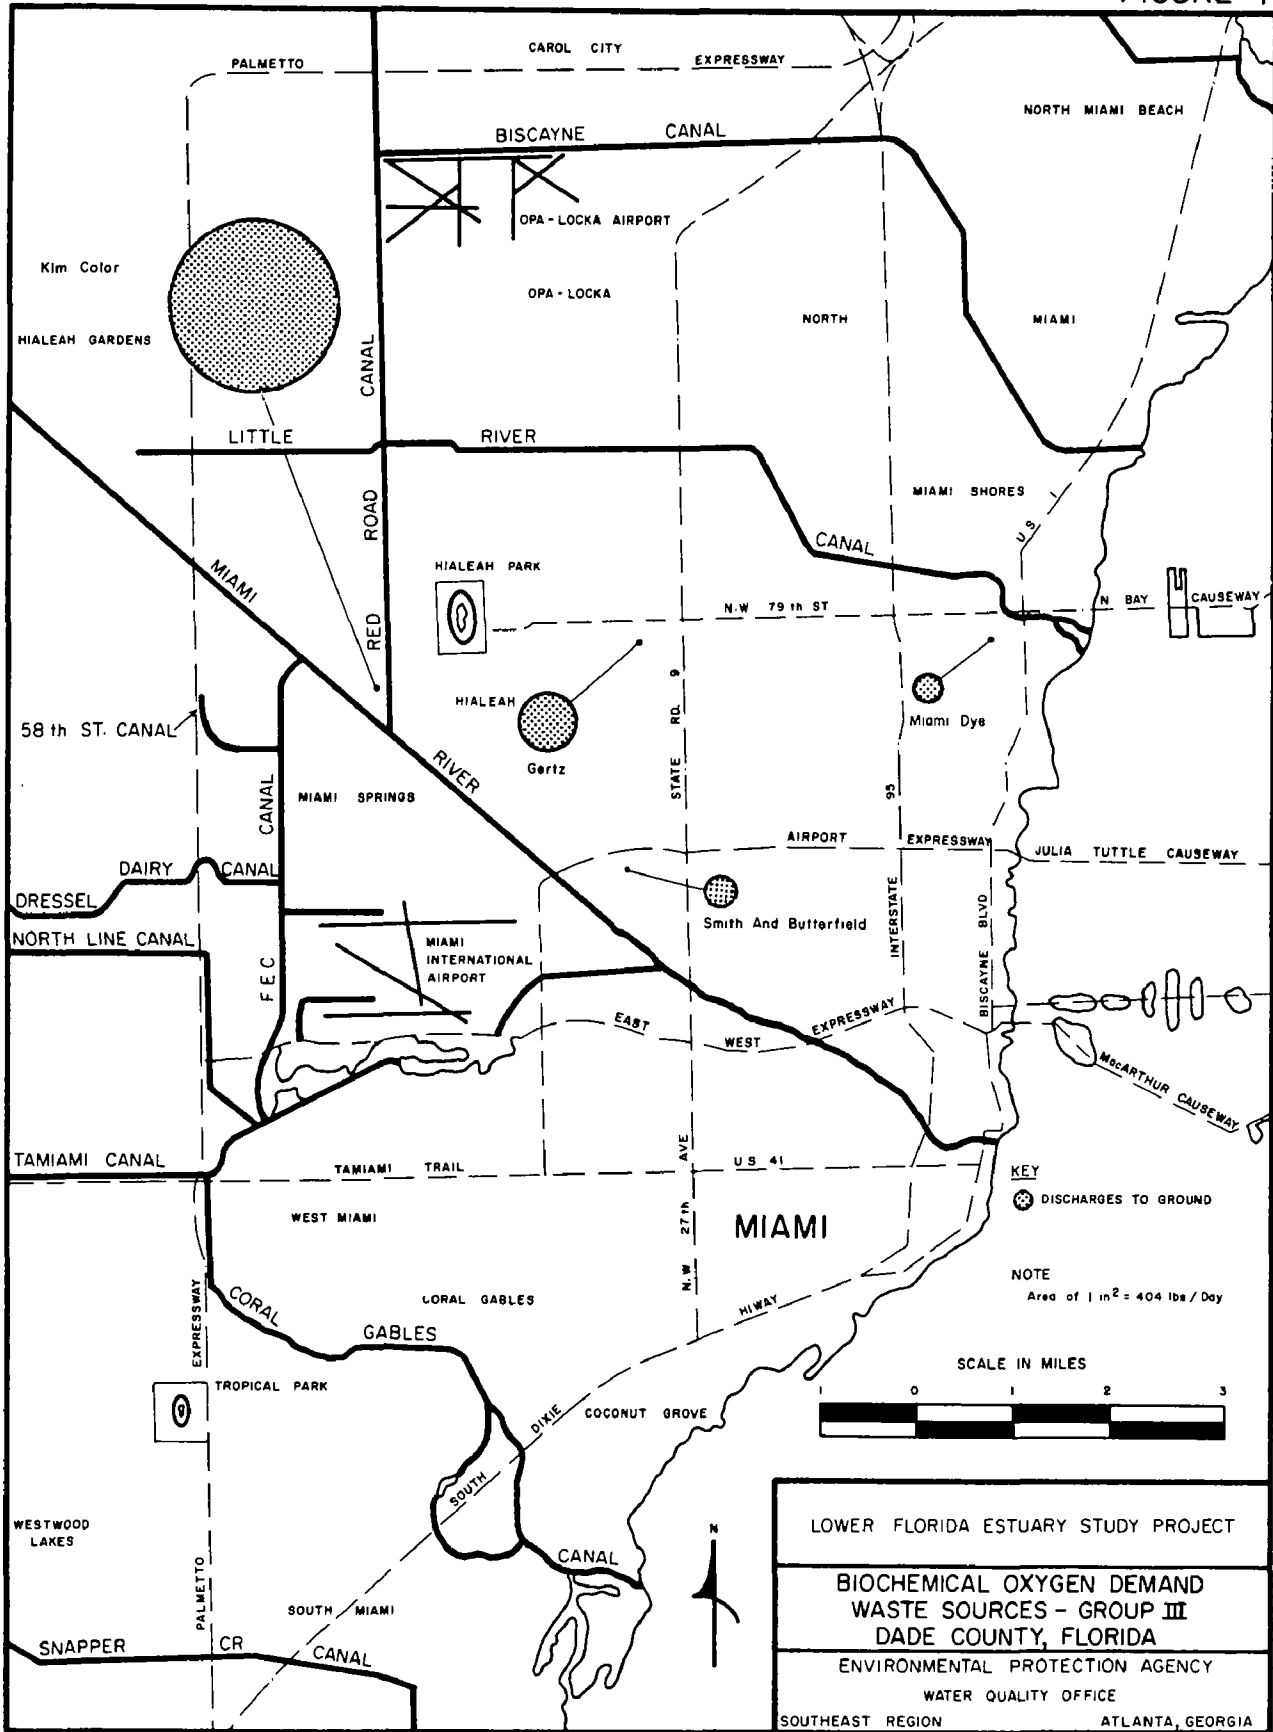 CAROL CITY
PALMETTO
EXPRESSWAY
NORTH MIAMI BEACH
BISCAYNE CANAL
OPA-LOCKA AIRPORT
Kim Color
OPA-LOCKA
NORTH MIAMI
HIALEAH GARDENS
CANAL
LITTLE RIVER
MIAMI SHORES
ROAD
U S
CANAL
MIAMI
HIALEAH PARK
N BAY CAUSEWAY
N.W 79 th ST
RED
HIALEAH
STATE RD. 9
58 th ST. CANAL
Miami Dye
RIVER
Gertz
CANAL
MIAMI SPRINGS
95
AIRPORT EXPRESSWAY
JULIA TUTTLE CAUSEWAY
DAIRY CANAL
DRESSEL
Smith And Butterfield
INTERSTATE
BISCAYNE BLVD
NORTH LINE CANAL
MIAMI
INTERNATIONAL
AIRPORT
F E C
EAST WEST EXPRESSWAY
MacARTHUR CAUSEWAY
TAMIAMI CANAL
TAMIAMI TRAIL
U S 41
KEY
DISCHARGES TO GROUND
WEST MIAMI
N.W 27th AVE
MIAMI
NOTE
Area of 1 in² = 404 lbs / Day
CORAL GABLES
HIWAY
CORAL
GABLES
EXPRESSWAY
SCALE IN MILES
1 0 1 2 3
TROPICAL PARK
DIXIE
COCONUT GROVE
SOUTH
WESTWOOD
LAKES
N
CANAL
PALMETTO
SOUTH MIAMI
SNAPPER CR CANAL
LOWER FLORIDA ESTUARY STUDY PROJECT
BIOCHEMICAL OXYGEN DEMAND
WASTE SOURCES - GROUP III
DADE COUNTY, FLORIDA
ENVIRONMENTAL PROTECTION AGENCY
WATER QUALITY OFFICE
SOUTHEAST REGION ATLANTA, GEORGIA